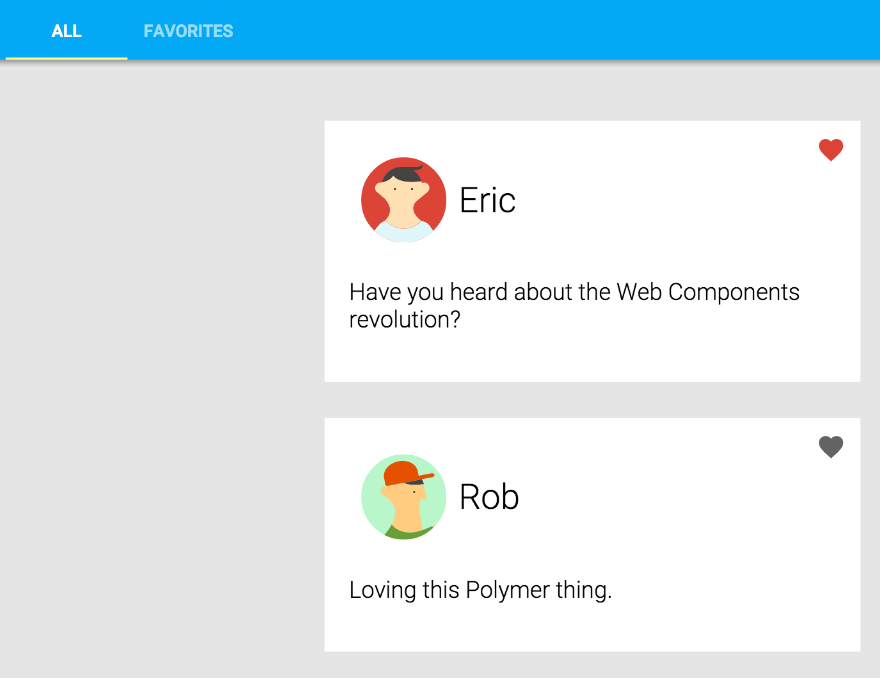 ALL FAVORITES
Eric
Have you heard about the Web Components
revolution?
Rob
Loving this Polymer thing.